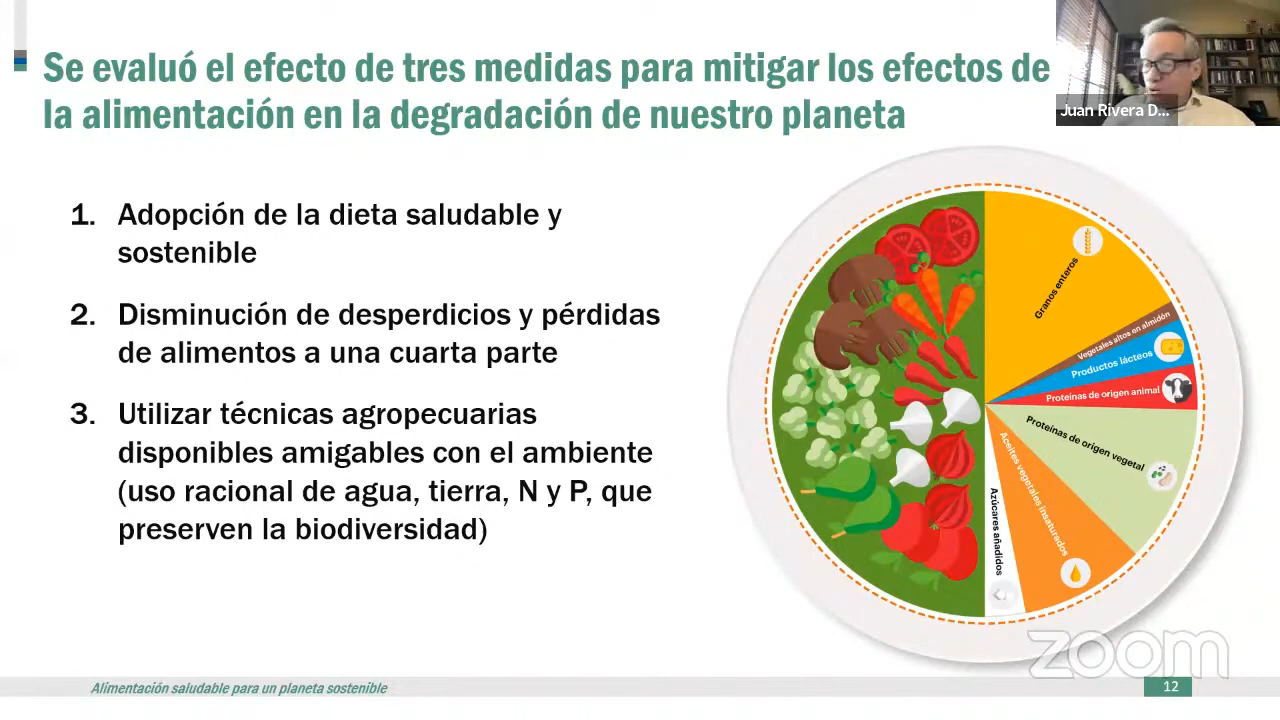 Se evaluó el efecto de tres medidas para mitigar los efectos de
la alimentación en la degradación de nuestro planeta
Juan Rivera D...
1. Adopción de la dieta saludable y
sostenible
2. Disminución de desperdicios y pérdidas
de alimentos a una cuarta parte
3. Utilizar técnicas agropecuarias
disponibles amigables con el ambiente
(uso racional de agua, tierra, N y P, que
preserven la biodiversidad)
Granos enteros
Vegetales altos en almidón
Productos lácteos
Proteínas de origen animal
Proteínas de origen vegetal
Aceites vegetales insaturados
Azúcares añadidos
zoom
Alimentación saludable para un planeta sostenible
12